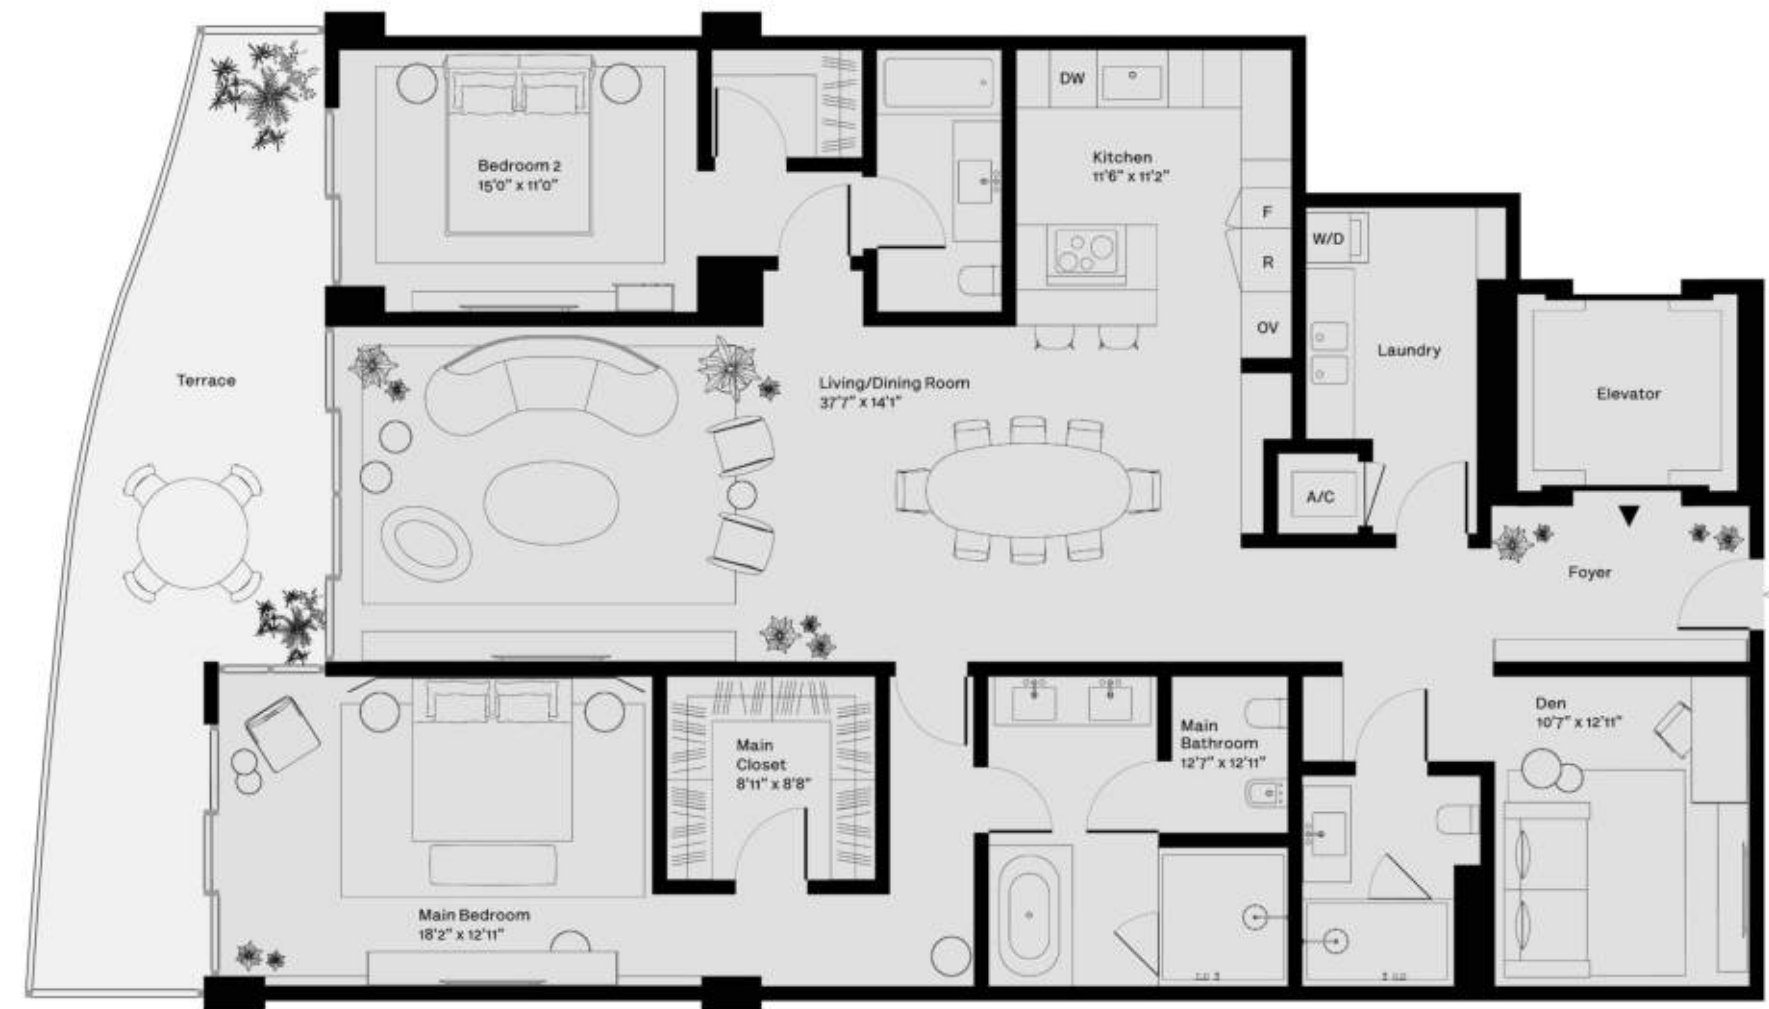 DW
Kitchen
11'6" x 11'2"
Bedroom 2
15'0" x 11'0"
F
W/D
R
OV
Laundry
Terrace
Living/Dining Room
37'7" x 14'1"
Elevator
A/C
Foyer
Den
10'7" x 12'11"
Main
Bathroom
12'7" x 12'11"
Main
Closet
8'11" x 8'8"
Main Bedroom
18'2" x 12'11"